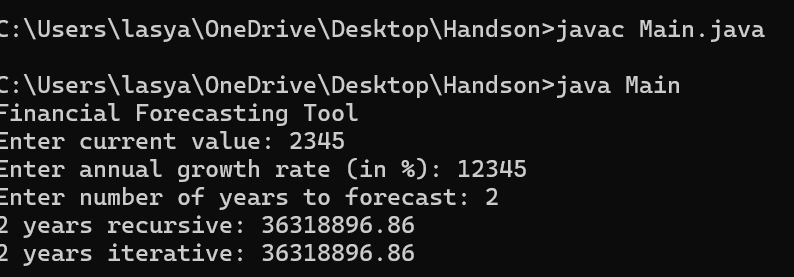 C:\Users\lasya\OneDrive\Desktop\Handson>javac Main.java
C:\Users\lasya\OneDrive\Desktop\Handson>java Main
Financial Forecasting Tool
Enter current value: 2345
Enter annual growth rate (in %): 12345
Enter number of years to forecast: 2
2 years recursive: 36318896.86
2 years iterative: 36318896.86